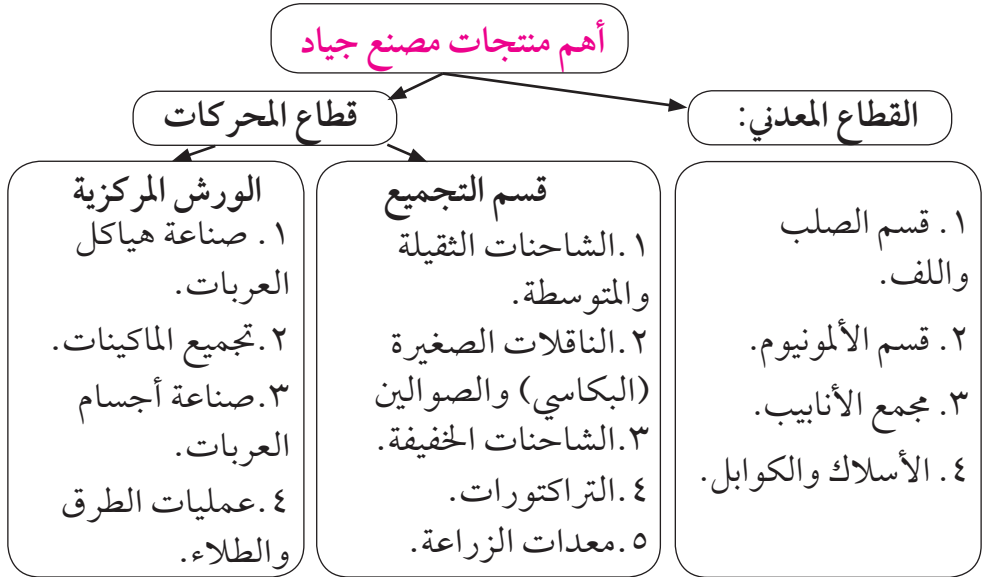 أهم منتجات مصنع جياد
القطاع المعدني:
١. قسم الصلب
واللف.
٢. قسم الألمونيوم.
٣. مجمع الأنابيب.
٤. الأسلاك والكوابل.
قطاع المحركات
قسم التجميع
١.الشاحنات الثقيلة
والمتوسطة.
٢.الناقلات الصغيرة
(البكاسي) والصوالين
٣.الشاحنات الخفيفة.
٤.التراكتورات.
٥.معدات الزراعة.
الورش المركزية
١. صناعة هياكل
العربات.
٢.تجميع الماكينات.
٣.صناعة أجسام
العربات.
٤.عمليات الطرق
والطلاء.